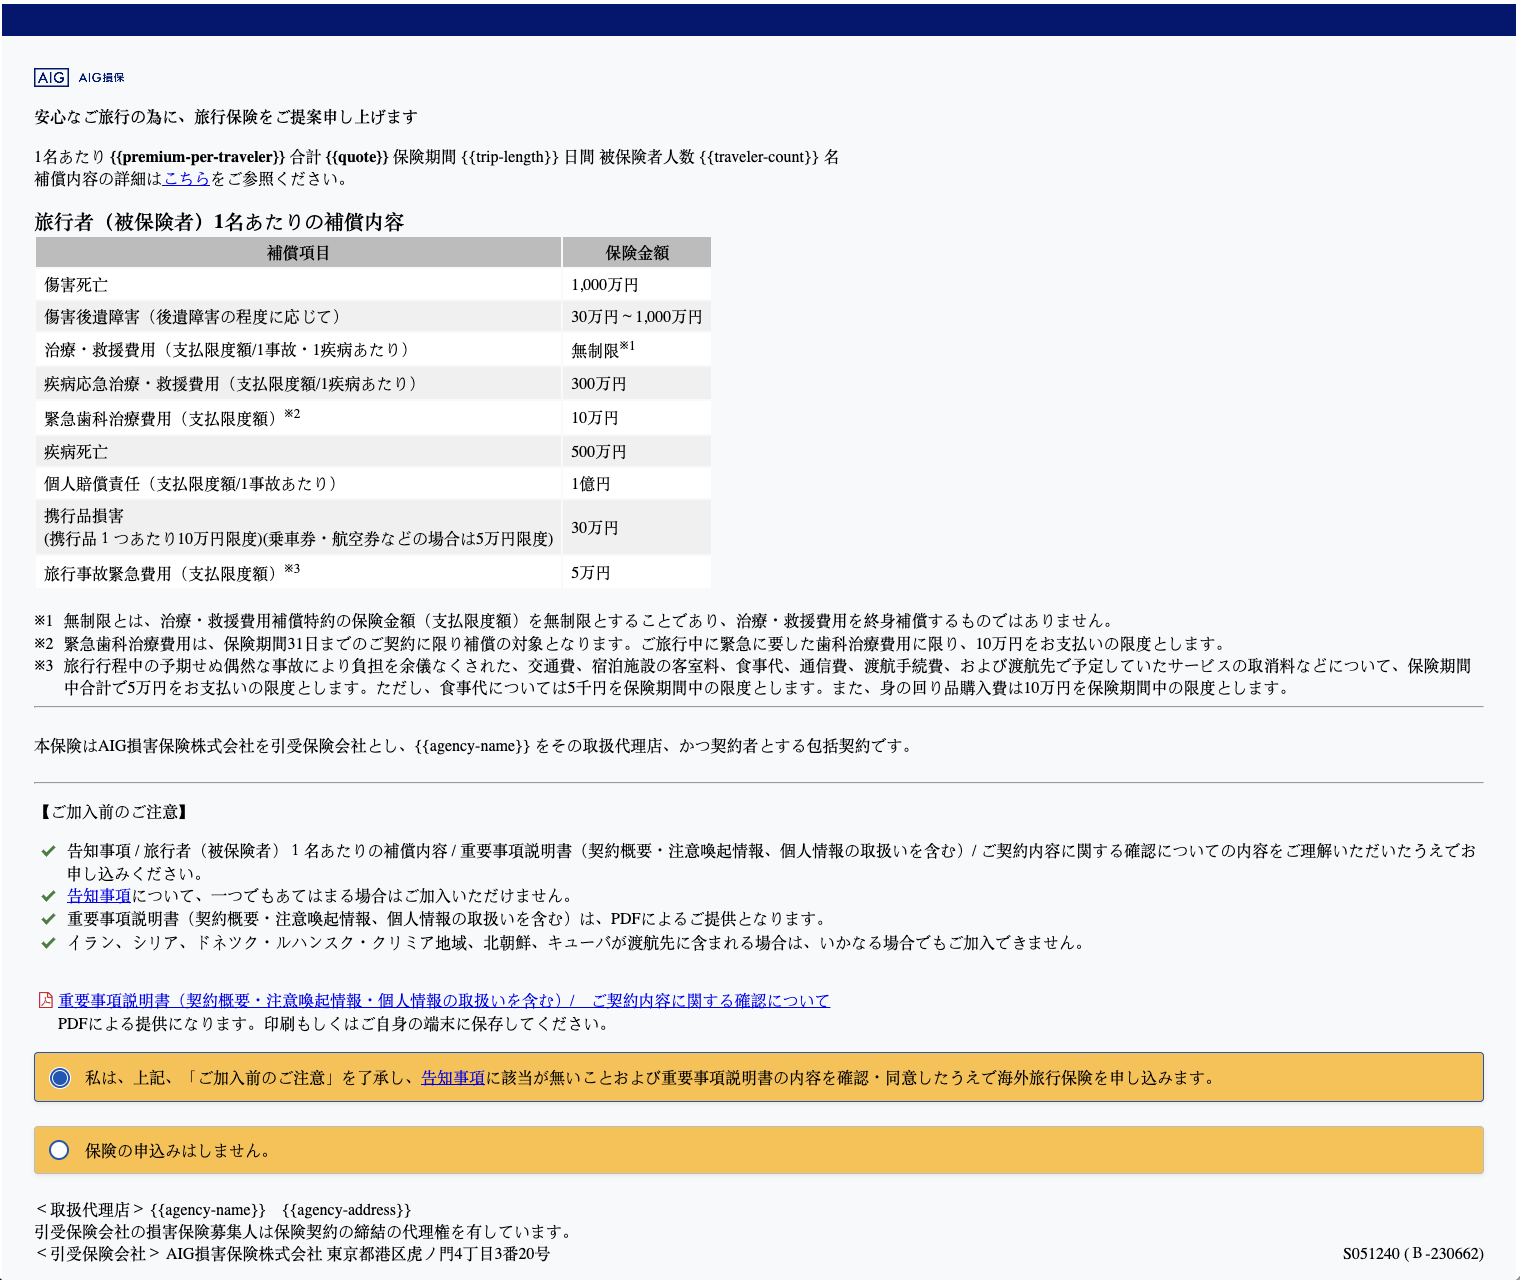 AIG AIG損保
安心なご旅行の為に、旅行保険をご提案申し上げます
1名あたり {{premium-per-traveler}} 合計 {{quote}} 保険期間 {{trip-length}} 日間 被保険者人数 {{traveler-count}} 名
補償内容の詳細はこちらをご参照ください。
旅行者（被保険者）1名あたりの補償内容
補償項目 保険金額
傷害死亡 1,000万円
傷害後遺障害（後遺障害の程度に応じて） 30万円 ~ 1,000万円
治療・救援費用（支払限度額/1事故・1疾病あたり） 無制限※1
疾病応急治療・救援費用（支払限度額/1疾病あたり） 300万円
緊急歯科治療費用（支払限度額）※2 10万円
疾病死亡 500万円
個人賠償責任（支払限度額/1事故あたり） 1億円
携行品損害
(携行品１つあたり10万円限度)(乗車券・航空券などの場合は5万円限度) 30万円
旅行事故緊急費用（支払限度額）※3 5万円
※1 無制限とは、治療・救援費用補償特約の保険金額（支払限度額）を無制限とすることであり、治療・救援費用を終身補償するものではありません。
※2 緊急歯科治療費用は、保険期間31日までのご契約に限り補償の対象となります。ご旅行中に緊急に要した歯科治療費用に限り、10万円をお支払いの限度とします。
※3 旅行行程中の予期せぬ偶然な事故により負担を余儀なくされた、交通費、宿泊施設の客室料、食事代、通信費、渡航手続費、および渡航先で予定していたサービスの取消料などについて、保険期間
中合計で5万円をお支払いの限度とします。ただし、食事代については5千円を保険期間中の限度とします。また、身の回り品購入費は10万円を保険期間中の限度とします。
本保険はAIG損害保険株式会社を引受保険会社とし、{{agency-name}} をその取扱代理店、かつ契約者とする包括契約です。
【ご加入前のご注意】
告知事項 / 旅行者（被保険者）１名あたりの補償内容 / 重要事項説明書（契約概要・注意喚起情報、個人情報の取扱いを含む）/ ご契約内容に関する確認についての内容をご理解いただいたうえでお
申し込みください。
告知事項について、一つでもあてはまる場合はご加入いただけません。
重要事項説明書（契約概要・注意喚起情報、個人情報の取扱いを含む）は、PDFによるご提供となります。
イラン、シリア、ドネツク・ルハンスク・クリミア地域、北朝鮮、キューバが渡航先に含まれる場合は、いかなる場合でもご加入できません。
重要事項説明書（契約概要・注意喚起情報・個人情報の取扱いを含む）/　ご契約内容に関する確認について
PDFによる提供になります。印刷もしくはご自身の端末に保存してください。
私は、上記、「ご加入前のご注意」を了承し、告知事項に該当が無いことおよび重要事項説明書の内容を確認・同意したうえで海外旅行保険を申し込みます。
保険の申込みはしません。
＜取扱代理店＞ {{agency-name}}　{{agency-address}}
引受保険会社の損害保険募集人は保険契約の締結の代理権を有しています。
＜引受保険会社＞ AIG損害保険株式会社 東京都港区虎ノ門4丁目3番20号 S051240 (Ｂ-230662)